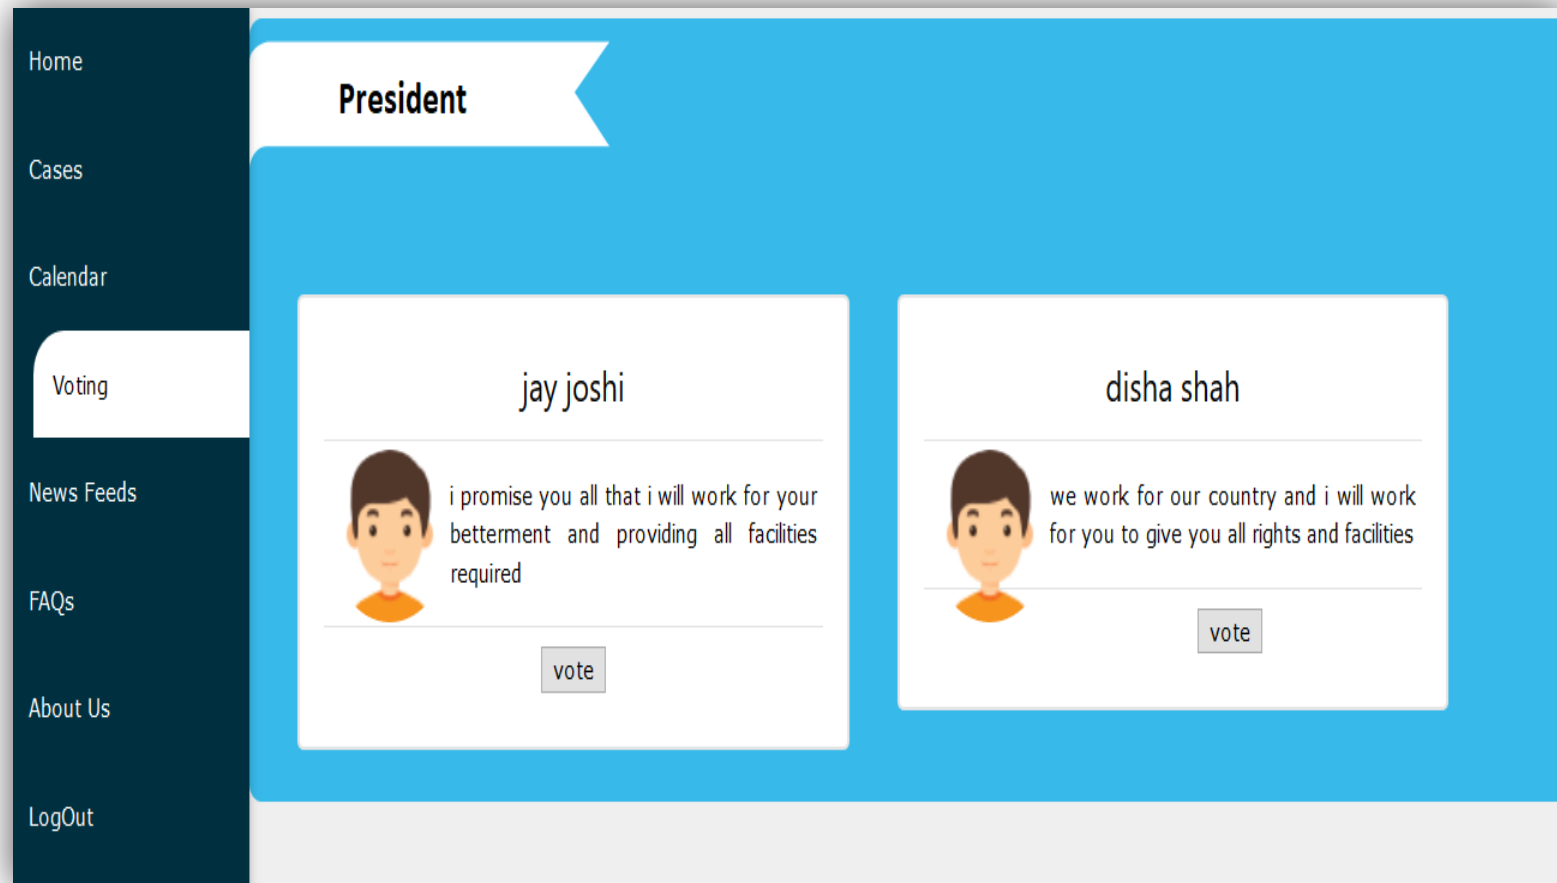 Home
Cases
Calendar
Voting
News Feeds
FAQs
About Us
LogOut
President
jay joshi
i promise you all that i will work for your
betterment and providing all facilities
required
vote
disha shah
we work for our country and i will work
for you to give you all rights and facilities
vote